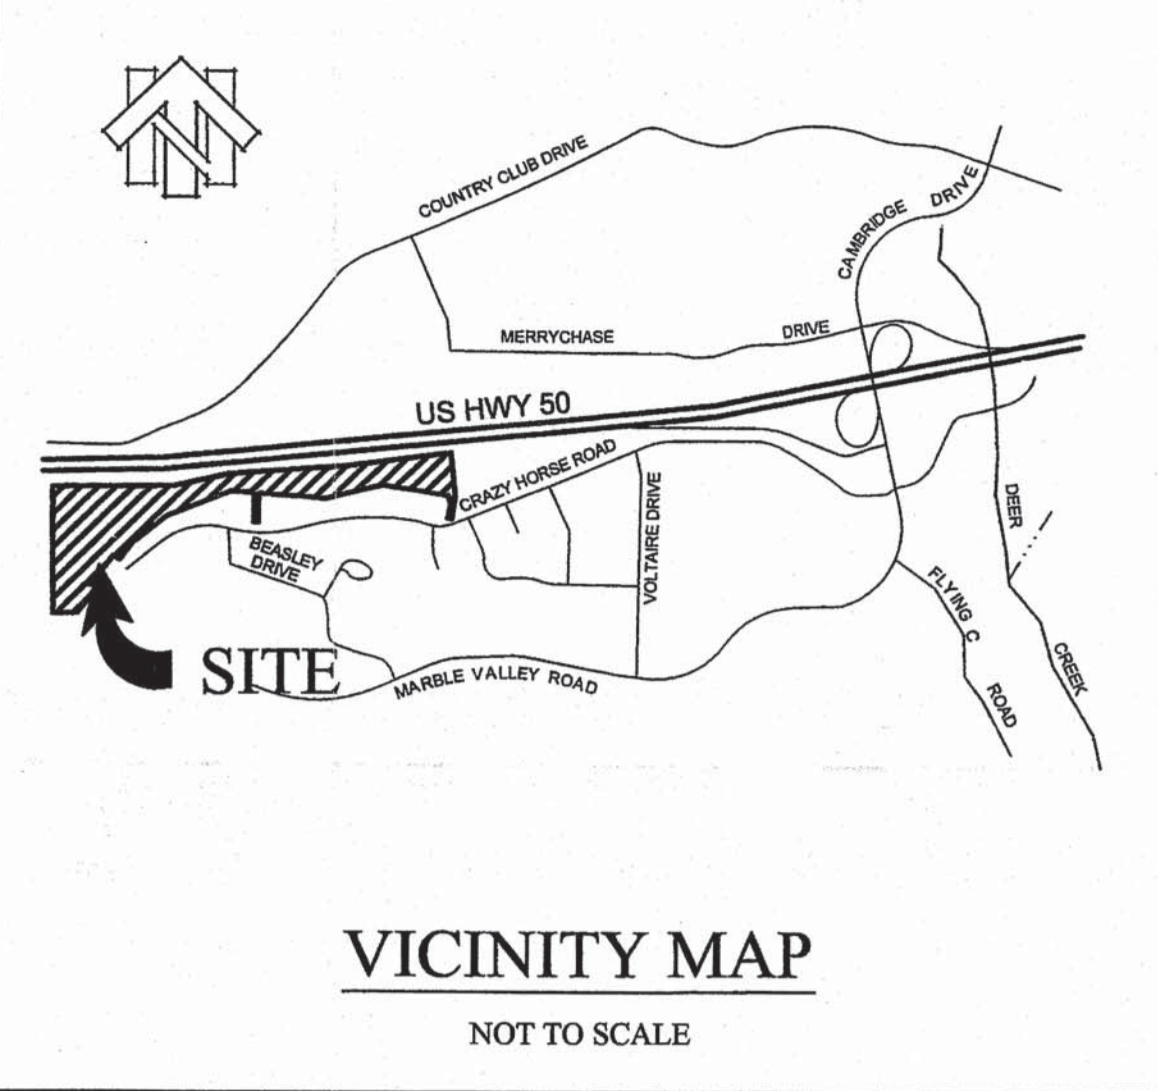 N
COUNTRY CLUB DRIVE
CAMBRIDGE DRIVE
MERRYCHASE DRIVE
US HWY 50
CRAZY HORSE ROAD
VOLTAIRE DRIVE
BEASLEY
DRIVE
DEER CREEK
FLYING C ROAD
SITE
MARBLE VALLEY ROAD
VICINITY MAP
NOT TO SCALE